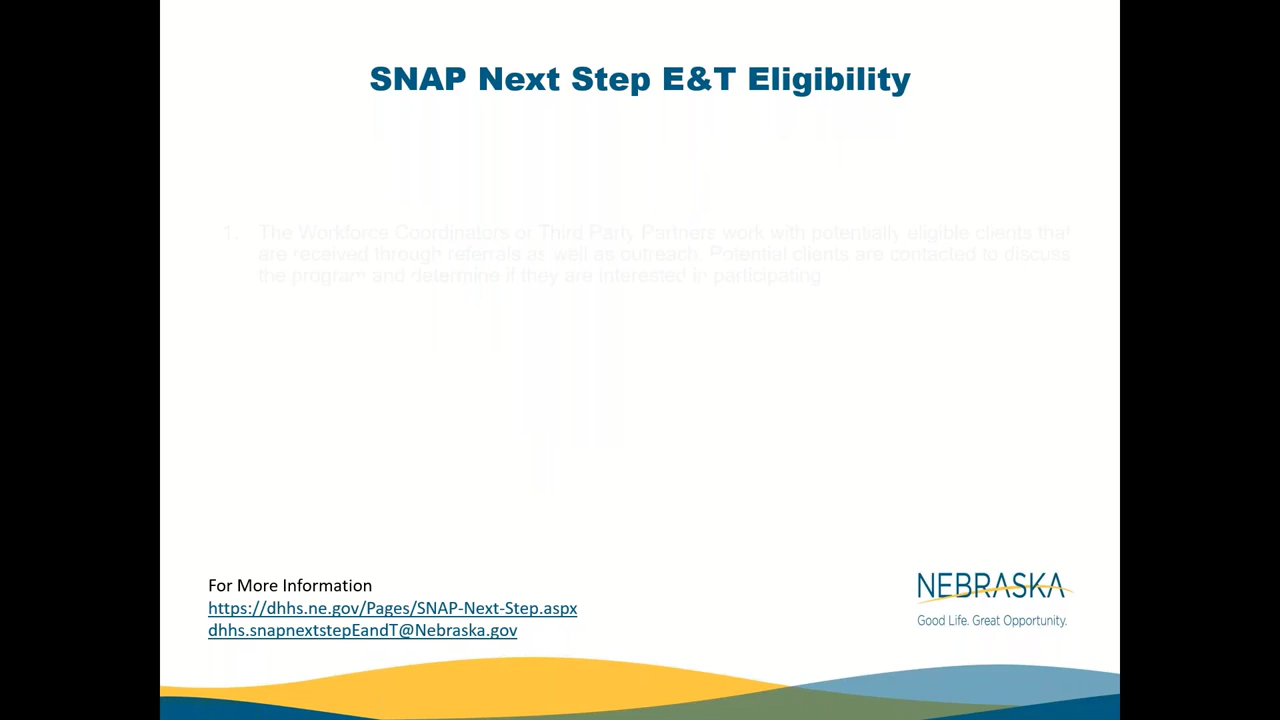 SNAP Next Step E&T Eligibility
1. The Workforce Coordinators or Third Party Partners work with potentially eligible clients that
are received through referrals as well as outreach. Potential clients are contacted to discuss
the program and determine if they are interested in participating
For More Information
https://dhhs.ne.gov/Pages/SNAP-Next-Step.aspx
dhhs.snapnextstepEandT@Nebraska.gov
NEBRASKA
Good Life. Great Opportunity.